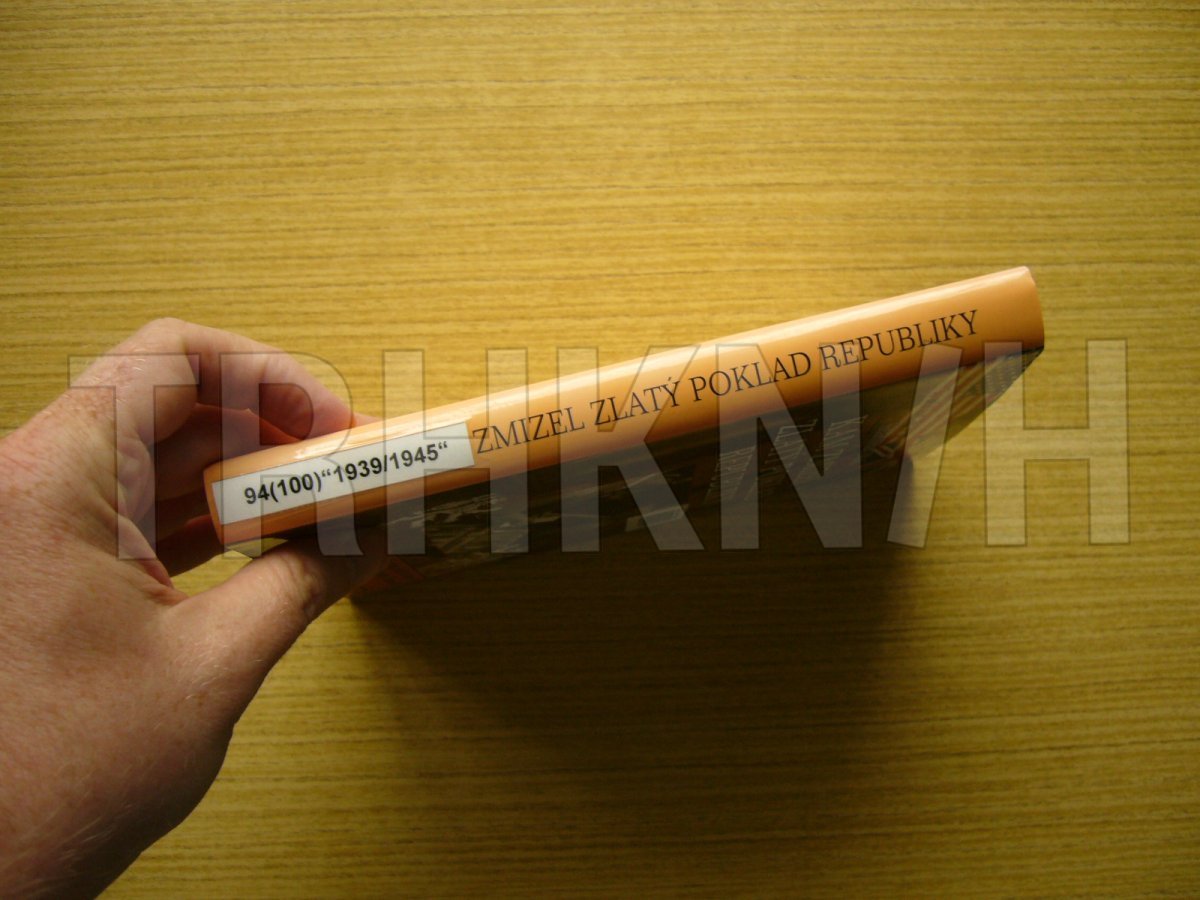 94(100)“1939/1945“ ZMIZEL ZLATÝ POKLAD REPUBLIKY
TRHKNIH